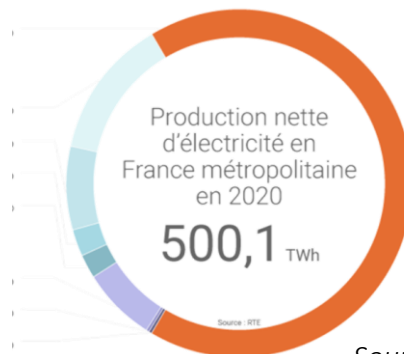 Production nette
d'électricité en
France métropolitaine
en 2020
500,1 TWh
Source : RTE